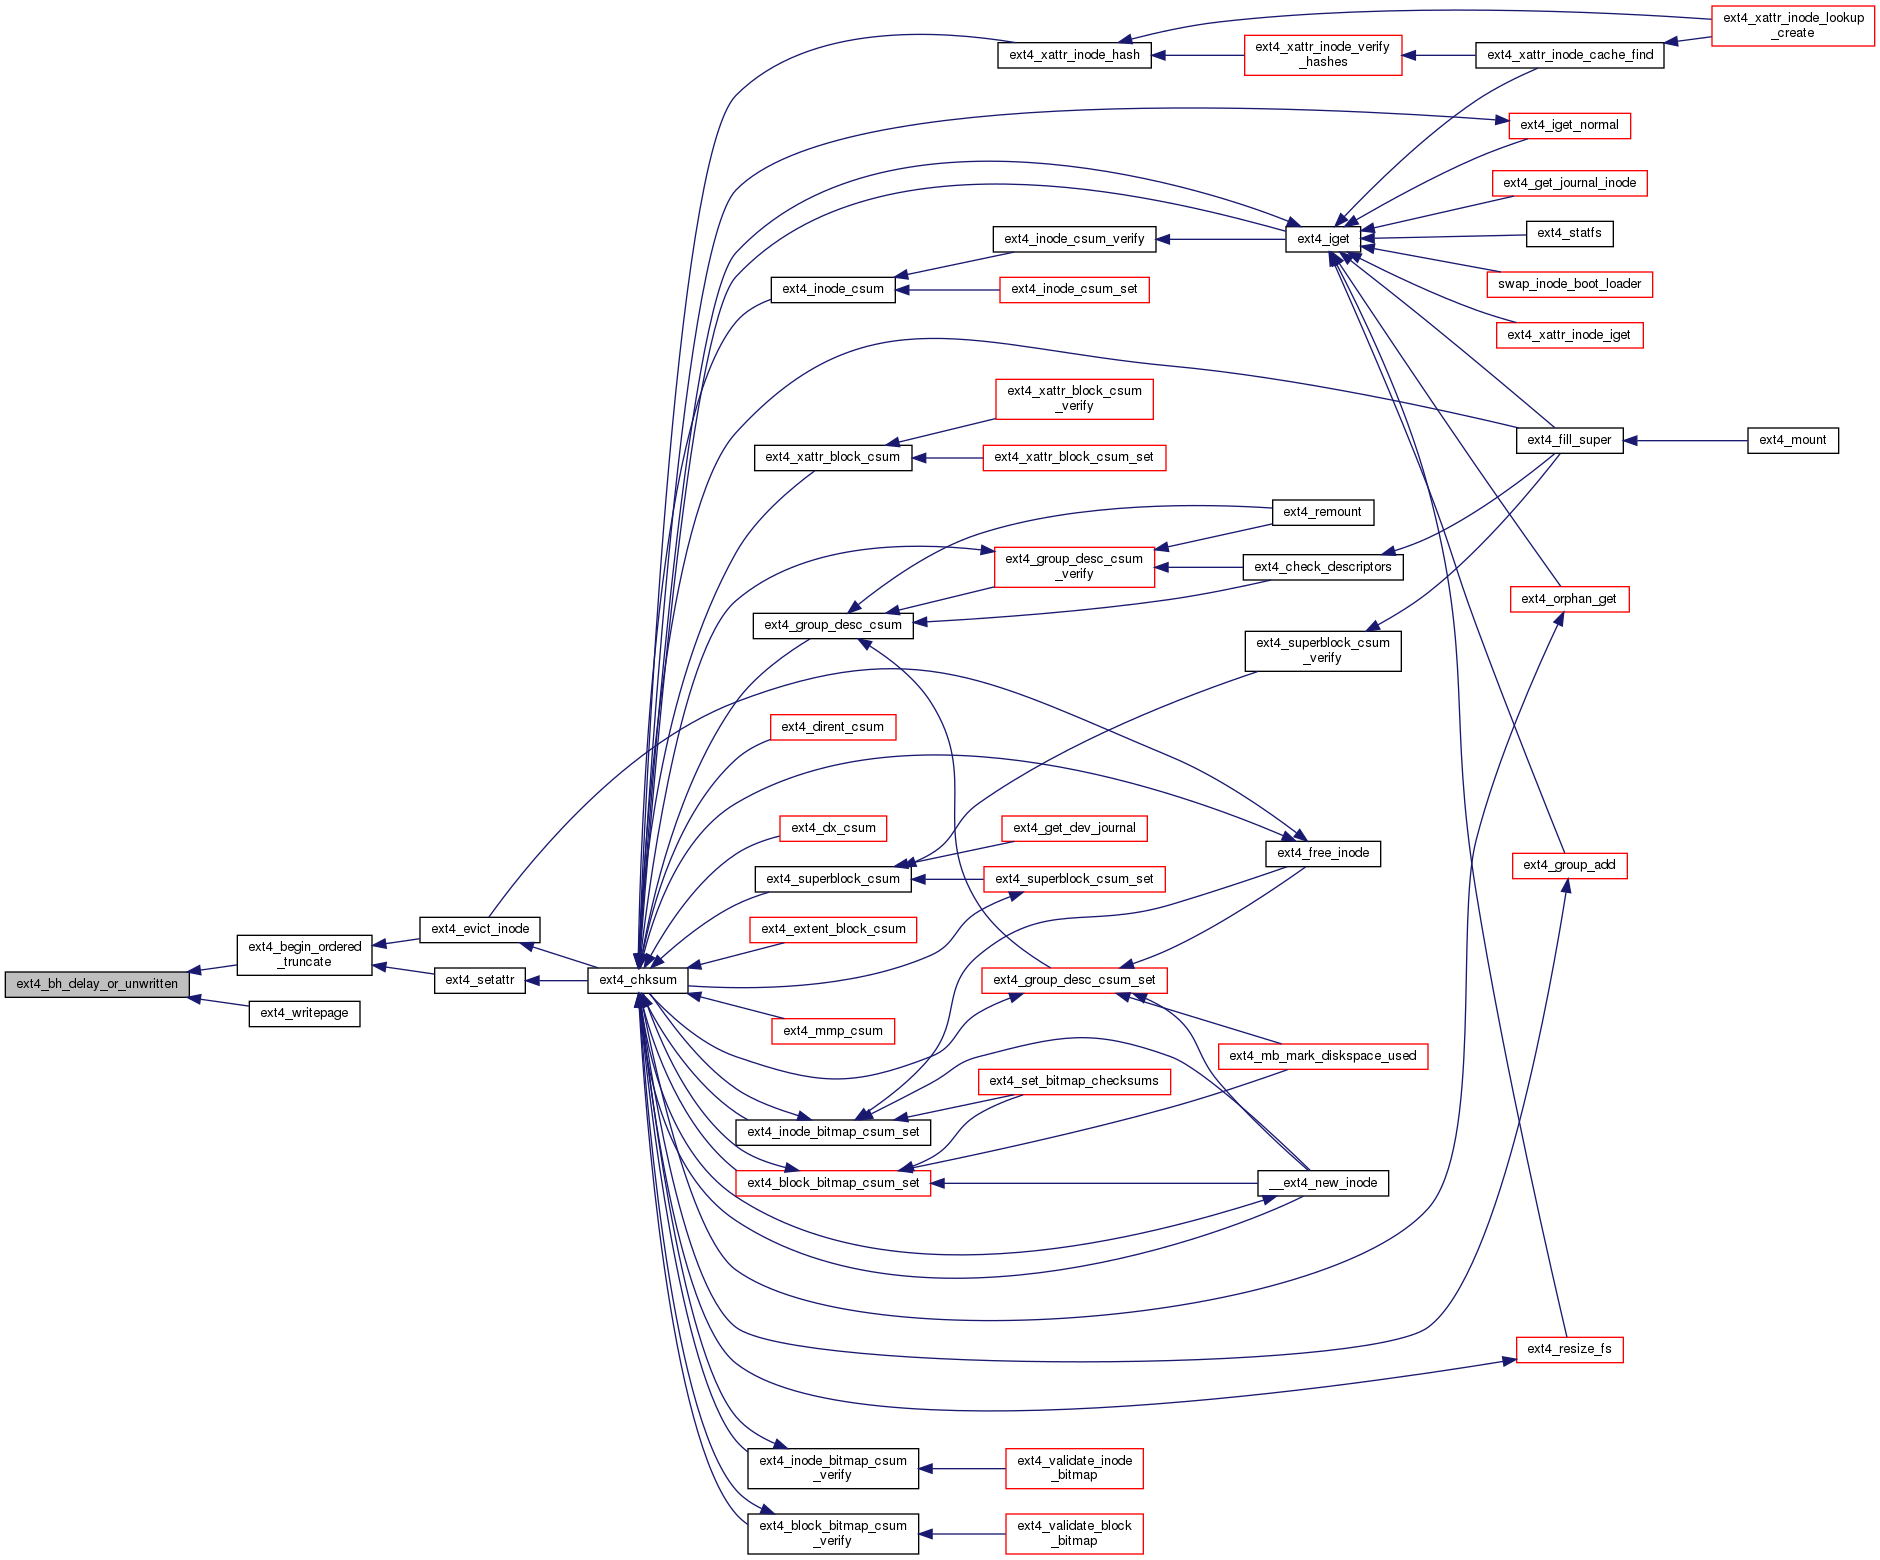 ext4_xattr_inode_lookup
_create
ext4_xattr_inode_hash
ext4_xattr_inode_verify
_hashes
ext4_xattr_inode_cache_find
ext4_iget_normal
ext4_get_journal_inode
ext4_statfs
ext4_inode_csum_verify
ext4_iget
swap_inode_boot_loader
ext4_inode_csum
ext4_inode_csum_set
ext4_xattr_inode_iget
ext4_xattr_block_csum
_verify
ext4_fill_super
ext4_mount
ext4_xattr_block_csum
ext4_xattr_block_csum_set
ext4_remount
ext4_group_desc_csum
_verify
ext4_check_descriptors
ext4_orphan_get
ext4_group_desc_csum
ext4_superblock_csum
_verify
ext4_dirent_csum
ext4_dx_csum
ext4_get_dev_journal
ext4_free_inode
ext4_group_add
ext4_superblock_csum
ext4_superblock_csum_set
ext4_evict_inode
ext4_extent_block_csum
ext4_begin_ordered
_truncate
ext4_bh_delay_or_unwritten
ext4_setattr
ext4_chksum
ext4_group_desc_csum_set
ext4_writepage
ext4_mmp_csum
ext4_mb_mark_diskspace_used
ext4_set_bitmap_checksums
ext4_inode_bitmap_csum_set
ext4_block_bitmap_csum_set
__ext4_new_inode
ext4_resize_fs
ext4_inode_bitmap_csum
_verify
ext4_validate_inode
_bitmap
ext4_block_bitmap_csum
_verify
ext4_validate_block
_bitmap